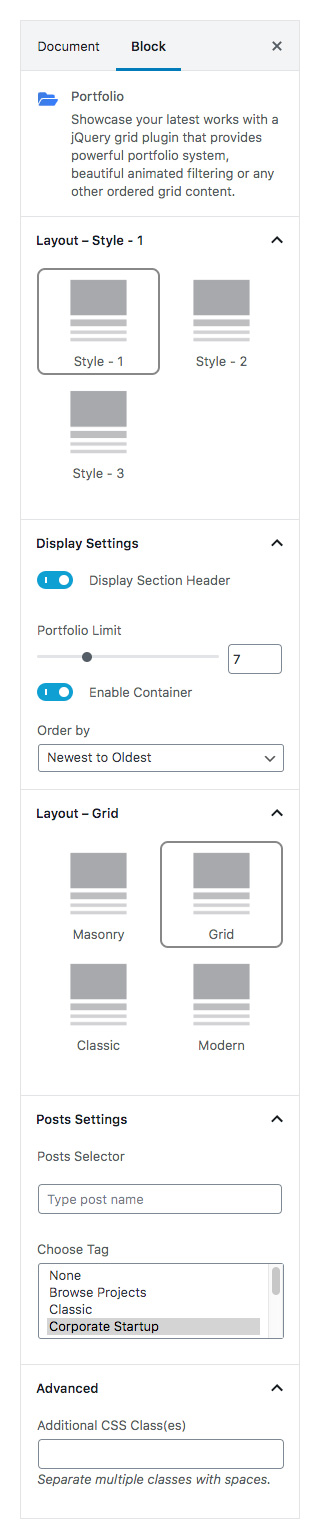 Document Block ×
Portfolio
Showcase your latest works with a
jQuery grid plugin that provides
powerful portfolio system,
beautiful animated filtering or any
other ordered grid content.
Layout – Style - 1
Style - 1 Style - 2
Style - 3
Display Settings
Display Section Header
Portfolio Limit
7
Enable Container
Order by
Newest to Oldest
Layout – Grid
Masonry Grid
Classic Modern
Posts Settings
Posts Selector
Type post name
Choose Tag
None
Browse Projects
Classic
Corporate Startup
Advanced
Additional CSS Class(es)
Separate multiple classes with spaces.